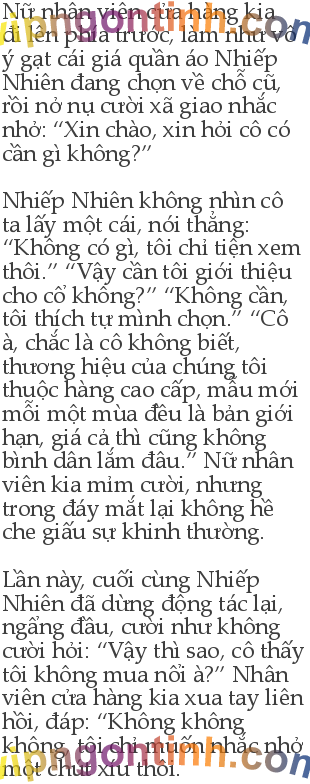 Nữ nhân viên cửa hàng kia
đi lên phía trước, làm như vô
ý gạt cái giá quần áo Nhiếp
Nhiên đang chọn về chỗ cũ,
rồi nở nụ cười xã giao nhắc
nhở: “Xin chào, xin hỏi cô có
cần gì không?”
Nhiếp Nhiên không nhìn cô
ta lấy một cái, nói thẳng:
“Không có gì, tôi chỉ tiện xem
thôi.” “Vậy cần tôi giới thiệu
cho cổ không?” “Không cần,
tôi thích tự mình chọn.” “Cô
à, chắc là cô không biết,
thương hiệu của chúng tôi
thuộc hàng cao cấp, mẫu mới
mỗi một mùa đêu là bản giới
hạn, giá cả thì cũng không
bình dân lắm đâu.” Nữ nhân
viên kia mỉm cười, nhưng
trong đáy mắt lại không hề
che giấu sự khinh thường.
Lần này, cuối cùng Nhiếp
Nhiên đã dừng động tác lại,
ngẩng đầu, cười như không
cười hỏi: “Vậy thì sao, cô thấy
tôi không mua nổi à?” Nhân
viên cửa hàng kia xua tay liên
hồi, đáp: “Không không
không, tôi chỉ muốn nhắc nhở
một chút xíu thôi.
vipngontinh.com
vipngontinh.com